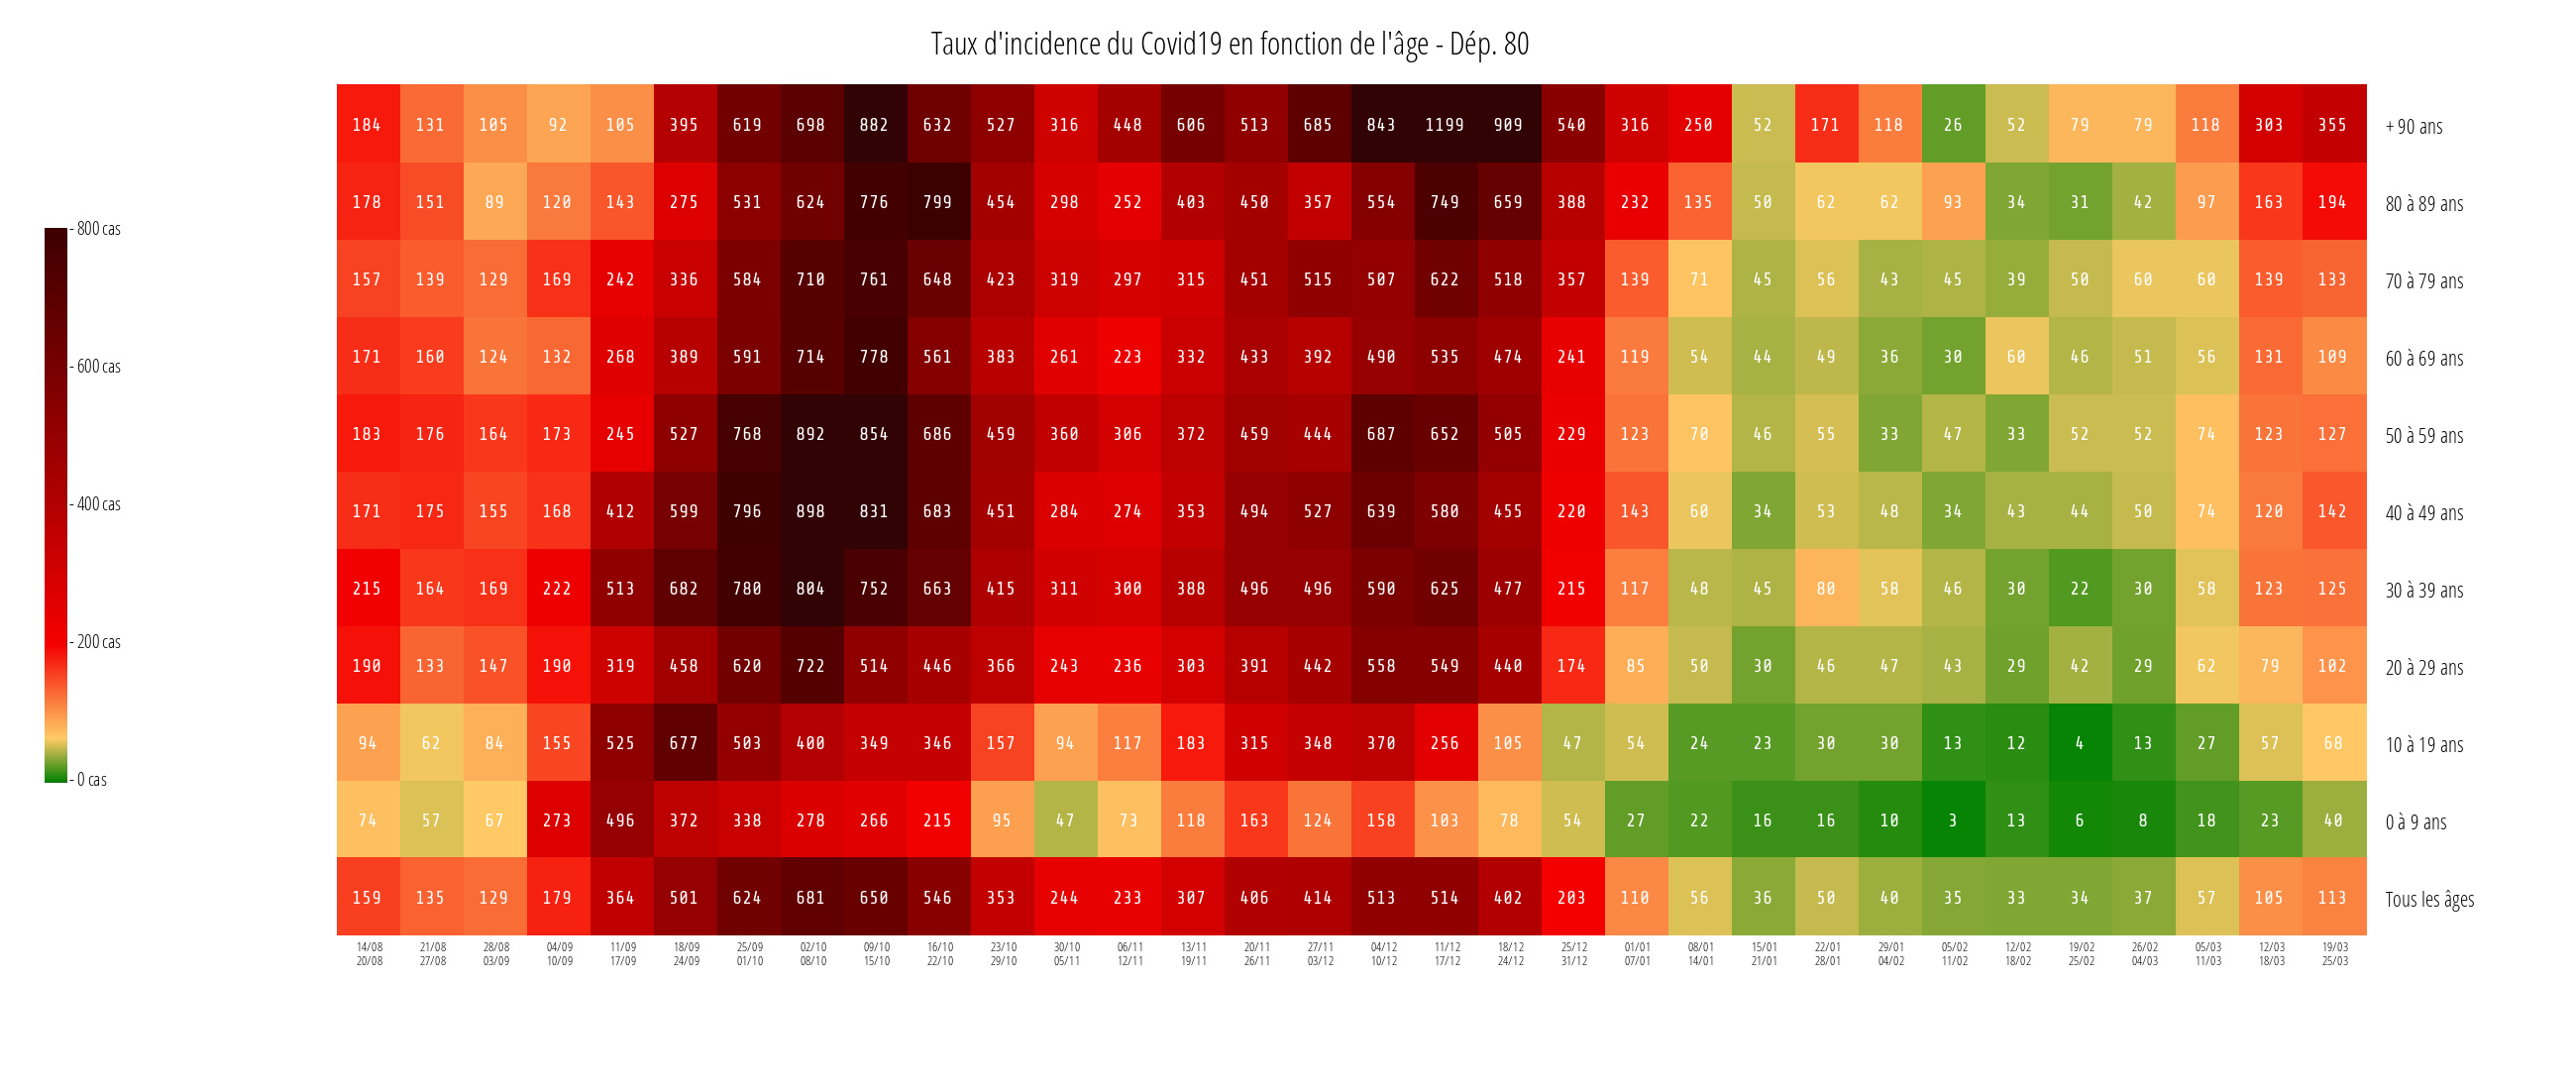 Taux d'incidence du Covid19 en fonction de l'âge - Dép. 80
184 131 105 92 105 395 619 698 882 632 527 316 448 606 513 685 843 1199 909 540 316 250 52 171 118 26 52 79 79 118 303 355 + 90 ans
178 151 89 120 143 275 531 624 776 799 454 298 252 403 450 357 554 749 659 388 232 135 50 62 62 93 34 31 42 97 163 194 80 à 89 ans
157 139 129 169 242 336 584 710 761 648 423 319 297 315 451 515 507 622 518 357 139 71 45 56 43 45 39 50 60 60 139 133 70 à 79 ans
171 160 124 132 268 389 591 714 778 561 383 261 223 332 433 392 490 535 474 241 119 54 44 49 36 30 60 46 51 56 131 109 60 à 69 ans
183 176 164 173 245 527 768 892 854 686 459 360 306 372 459 444 687 652 505 229 123 70 46 55 33 47 33 52 52 74 123 127 50 à 59 ans
171 175 155 168 412 599 796 898 831 683 451 284 274 353 494 527 639 580 455 220 143 60 34 53 48 34 43 44 50 74 120 142 40 à 49 ans
215 164 169 222 513 682 780 804 752 663 415 311 300 388 496 496 590 625 477 215 117 48 45 80 58 46 30 22 30 58 123 125 30 à 39 ans
190 133 147 190 319 458 620 722 514 446 366 243 236 303 391 442 558 549 440 174 85 50 30 46 47 43 29 42 29 62 79 102 20 à 29 ans
94 62 84 155 525 677 503 400 349 346 157 94 117 183 315 348 370 256 105 47 54 24 23 30 30 13 12 4 13 27 57 68 10 à 19 ans
74 57 67 273 496 372 338 278 266 215 95 47 73 118 163 124 158 103 78 54 27 22 16 16 10 3 13 6 8 18 23 40 0 à 9 ans
159 135 129 179 364 501 624 681 650 546 353 244 233 307 406 414 513 514 402 203 110 56 36 50 40 35 33 34 37 57 105 113 Tous les âges
14/08 21/08 28/08 04/09 11/09 18/09 25/09 02/10 09/10 16/10 23/10 30/10 06/11 13/11 20/11 27/11 04/12 11/12 18/12 25/12 01/01 08/01 15/01 22/01 29/01 05/02 12/02 19/02 26/02 05/03 12/03 19/03
20/08 27/08 03/09 10/09 17/09 24/09 01/10 08/10 15/10 22/10 29/10 05/11 12/11 19/11 26/11 03/12 10/12 17/12 24/12 31/12 07/01 14/01 21/01 28/01 04/02 11/02 18/02 25/02 04/03 11/03 18/03 25/03
- 800 cas
- 600 cas
- 400 cas
- 200 cas
- 0 cas